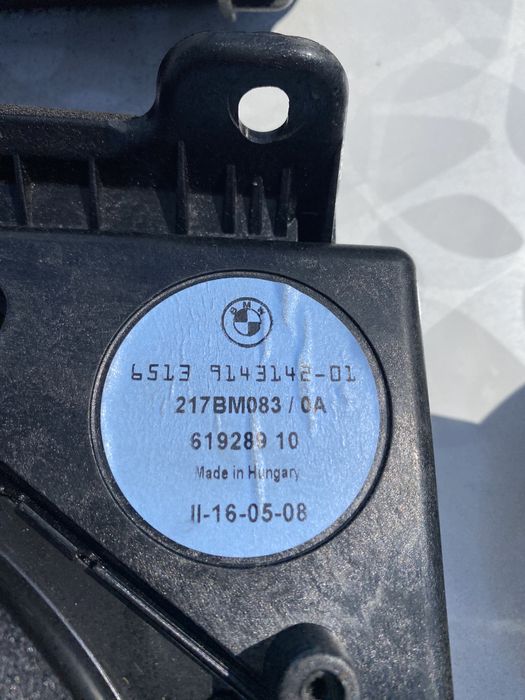 BMW
6513 9143142-01
217BM083 / 0A
619289 10
Made in Hungary
II-16-05-08